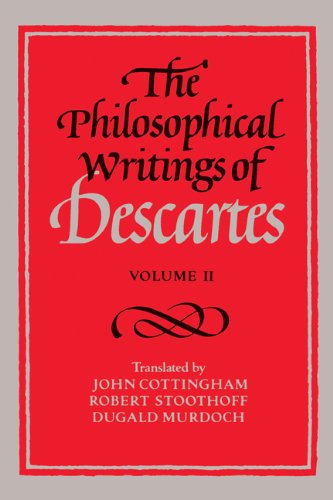 The
Philosophical
Writings of
Descartes
VOLUME II
Translated by
JOHN COTTINGHAM
ROBERT STOOTHOFF
DUGALD MURDOCH